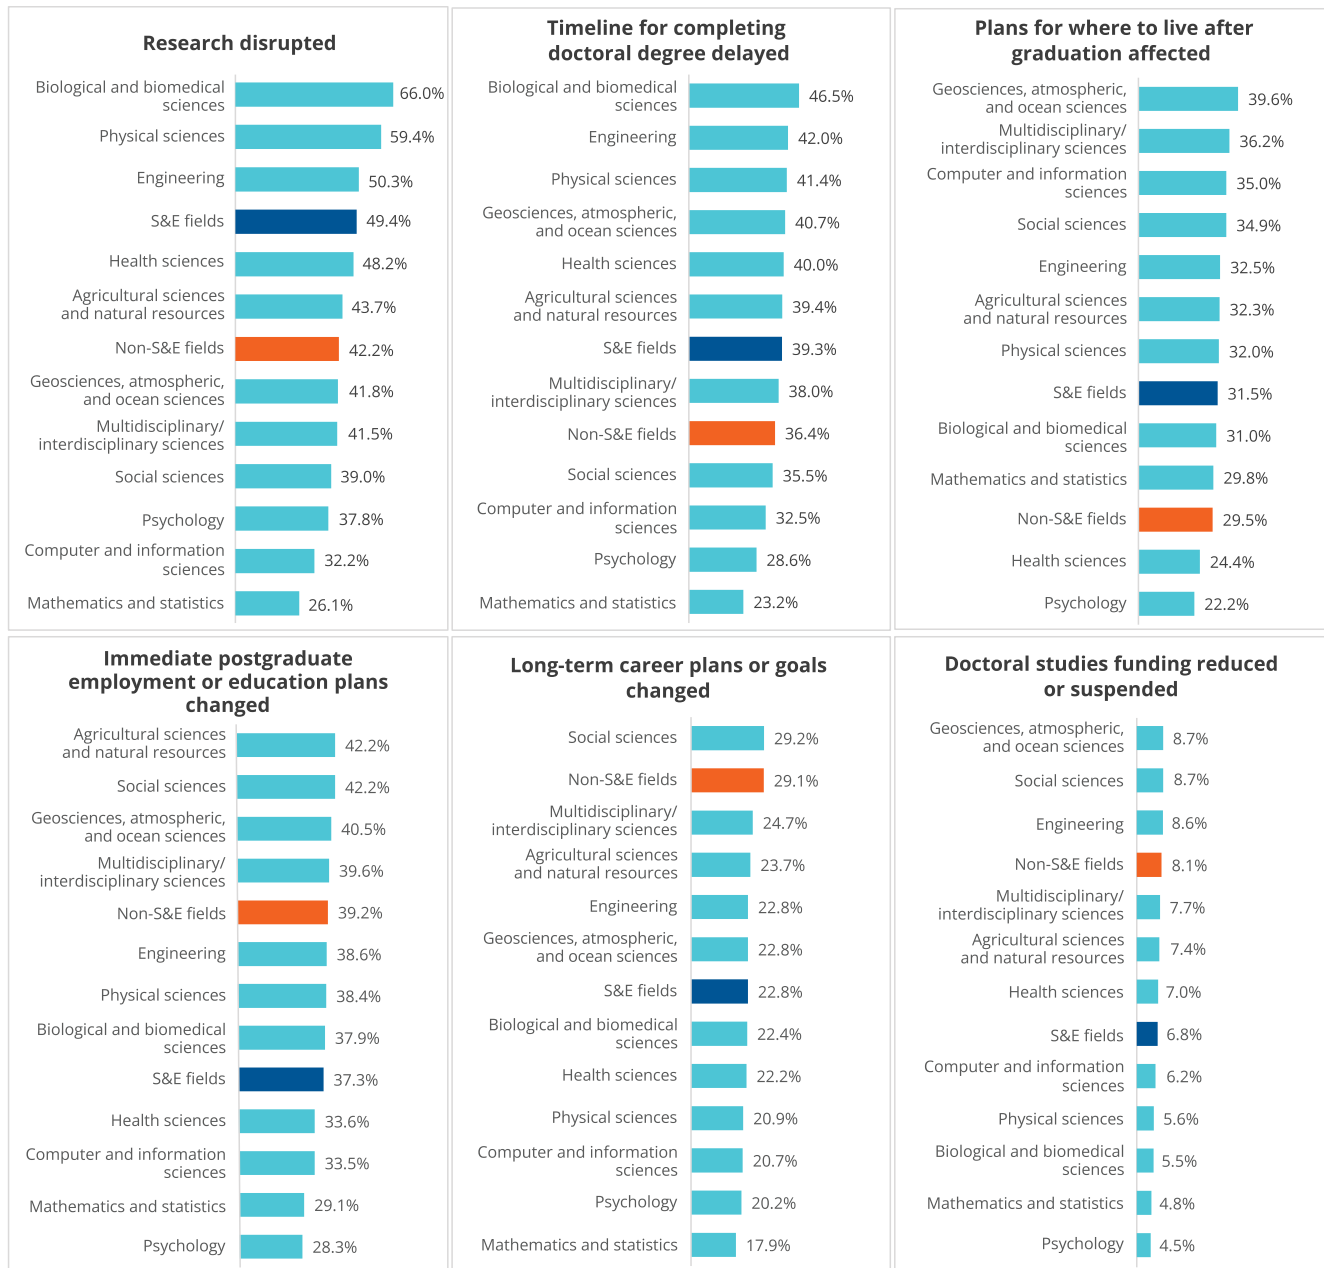 Research disrupted
Biological and biomedical
sciences
66.0%
Physical sciences
59.4%
Engineering
50.3%
S&E fields
49.4%
Health sciences
48.2%
Agricultural sciences
and natural resources
43.7%
Non-S&E fields
42.2%
Geosciences, atmospheric,
and ocean sciences
41.8%
Multidisciplinary/
interdisciplinary sciences
41.5%
Social sciences
39.0%
Psychology
37.8%
Computer and information
sciences
32.2%
Mathematics and statistics
26.1%
Timeline for completing
doctoral degree delayed
Biological and biomedical
sciences
46.5%
Engineering
42.0%
Physical sciences
41.4%
Geosciences, atmospheric,
and ocean sciences
40.7%
Health sciences
40.0%
Agricultural sciences
and natural resources
39.4%
S&E fields
39.3%
Multidisciplinary/
interdisciplinary sciences
38.0%
Non-S&E fields
36.4%
Social sciences
35.5%
Computer and information
sciences
32.5%
Psychology
28.6%
Mathematics and statistics
23.2%
Plans for where to live after
graduation affected
Geosciences, atmospheric,
and ocean sciences
39.6%
Multidisciplinary/
interdisciplinary sciences
36.2%
Computer and information
sciences
35.0%
Social sciences
34.9%
Engineering
32.5%
Agricultural sciences
and natural resources
32.3%
Physical sciences
32.0%
S&E fields
31.5%
Biological and biomedical
sciences
31.0%
Mathematics and statistics
29.8%
Non-S&E fields
29.5%
Health sciences
24.4%
Psychology
22.2%
Immediate postgraduate
employment or education plans
changed
Agricultural sciences
and natural resources
42.2%
Social sciences
42.2%
Geosciences, atmospheric,
and ocean sciences
40.5%
Multidisciplinary/
interdisciplinary sciences
39.6%
Non-S&E fields
39.2%
Engineering
38.6%
Physical sciences
38.4%
Biological and biomedical
sciences
37.9%
S&E fields
37.3%
Health sciences
33.6%
Computer and information
sciences
33.5%
Mathematics and statistics
29.1%
Psychology
28.3%
Long-term career plans or goals
changed
Social sciences
29.2%
Non-S&E fields
29.1%
Multidisciplinary/
interdisciplinary sciences
24.7%
Agricultural sciences
and natural resources
23.7%
Engineering
22.8%
Geosciences, atmospheric,
and ocean sciences
22.8%
S&E fields
22.8%
Biological and biomedical
sciences
22.4%
Health sciences
22.2%
Physical sciences
20.9%
Computer and information
sciences
20.7%
Psychology
20.2%
Mathematics and statistics
17.9%
Doctoral studies funding reduced
or suspended
Geosciences, atmospheric,
and ocean sciences
8.7%
Social sciences
8.7%
Engineering
8.6%
Non-S&E fields
8.1%
Multidisciplinary/
interdisciplinary sciences
7.7%
Agricultural sciences
and natural resources
7.4%
Health sciences
7.0%
S&E fields
6.8%
Computer and information
sciences
6.2%
Physical sciences
5.6%
Biological and biomedical
sciences
5.5%
Mathematics and statistics
4.8%
Psychology
4.5%